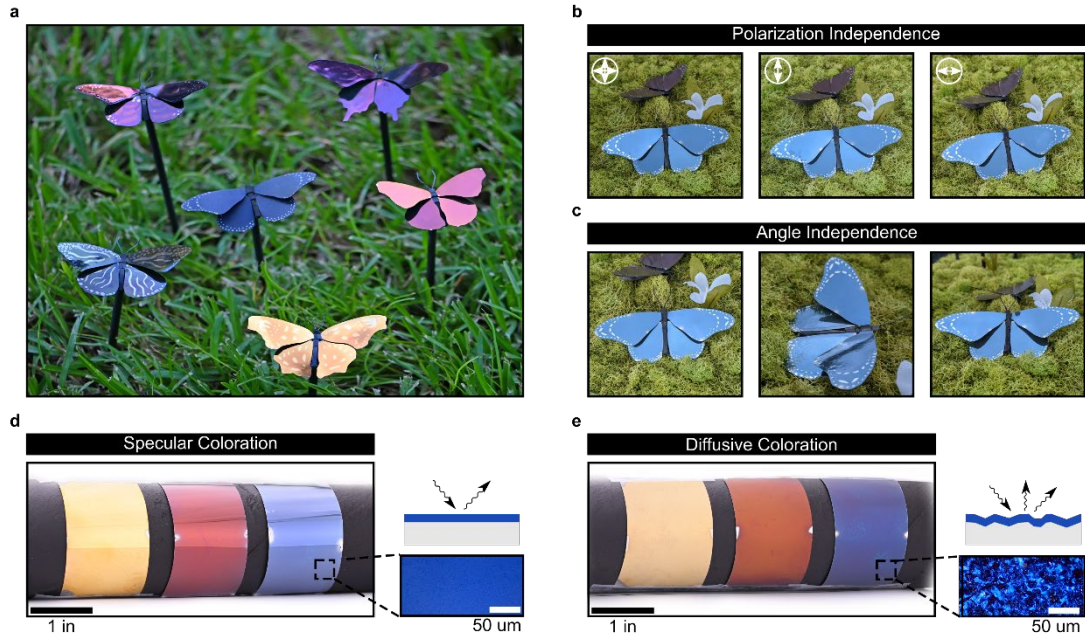 a
b
Polarization Independence
c
Angle Independence
d
Specular Coloration
1 in
50 um
e
Diffusive Coloration
1 in
50 um